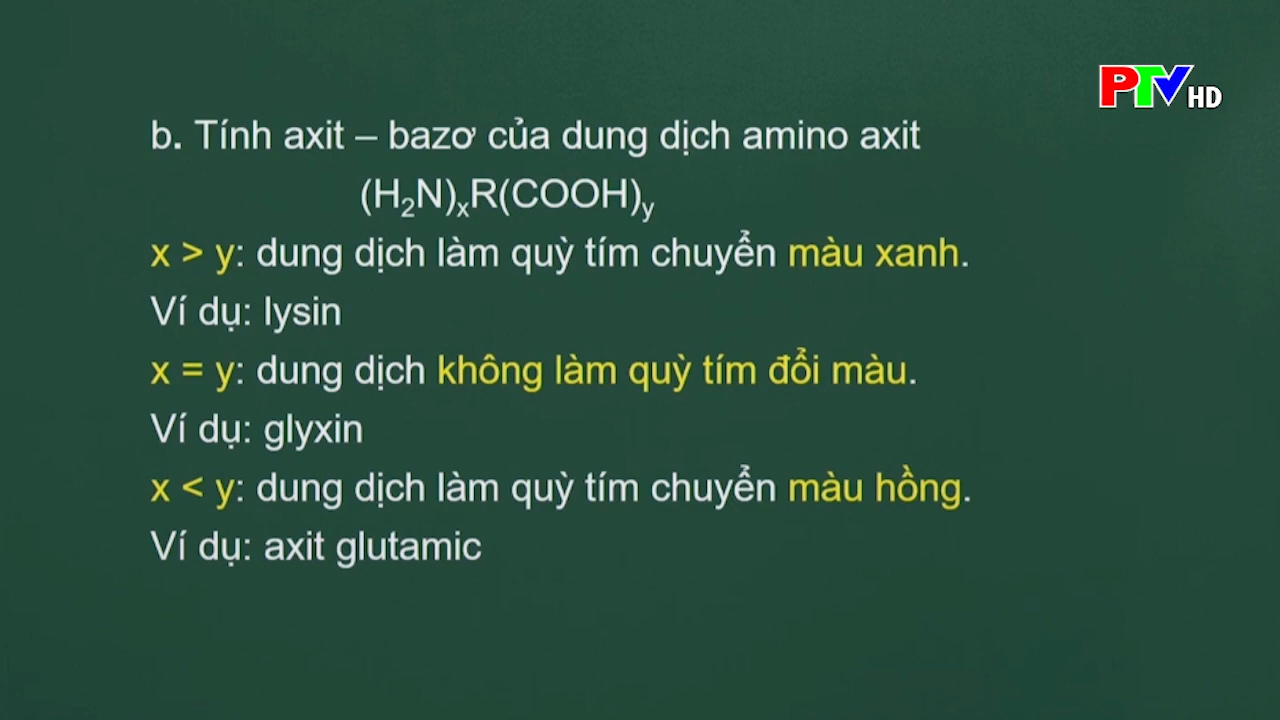 PTV HD
b. Tính axit – bazơ của dung dịch amino axit
(H₂N)ₓR(COOH)y
x > y: dung dịch làm quỳ tím chuyển màu xanh.
Ví dụ: lysin
x = y: dung dịch không làm quỳ tím đổi màu.
Ví dụ: glyxin
x < y: dung dịch làm quỳ tím chuyển màu hồng.
Ví dụ: axit glutamic